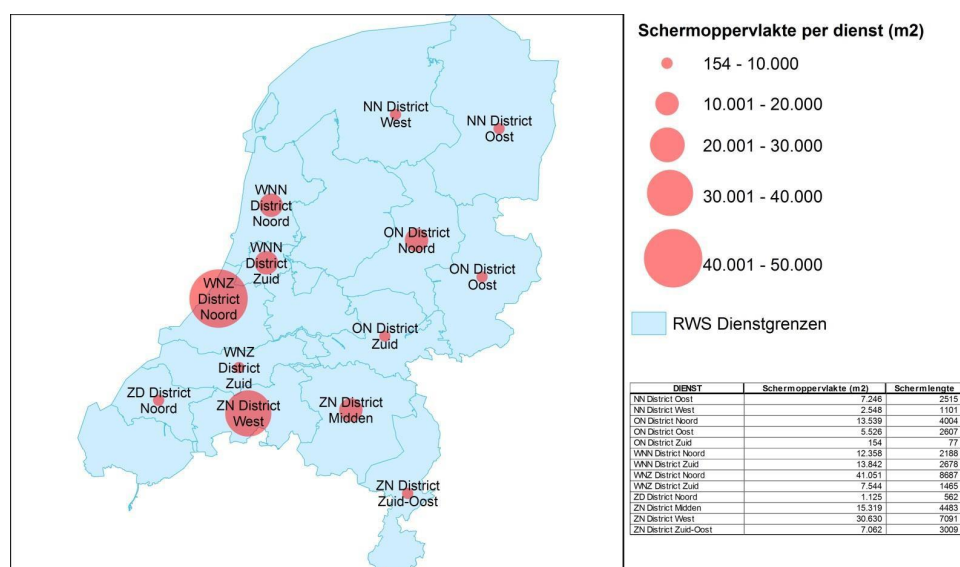 NN District
West
NN District
Oost
WNN
District
Noord
ON District
Noord
WNN
District
Zuid
ON District
Oost
WNZ
District
Noord
ON District
Zuid
WNZ
District
Zuid
ZD District
Noord
ZN District
West
ZN District
Midden
ZN District
Zuid-Oost
Schermoppervlakte per dienst (m2)
154 - 10.000
10.001 - 20.000
20.001 - 30.000
30.001 - 40.000
40.001 - 50.000
RWS Dienstgrenzen
DIENST Schermoppervlakte (m2) Schermlengte
NN District Oost 7.246 2515
NN District West 2.548 1101
ON District Noord 13.539 4004
ON District Oost 5.526 2607
ON District Zuid 154 77
WNN District Noord 12.358 2188
WNN District Zuid 13.842 2678
WNZ District Noord 41.051 8687
WNZ District Zuid 7.544 1465
ZD District Noord 1.125 562
ZN District Midden 15.319 4483
ZN District West 30.630 7091
ZN District Zuid-Oost 7.062 3009